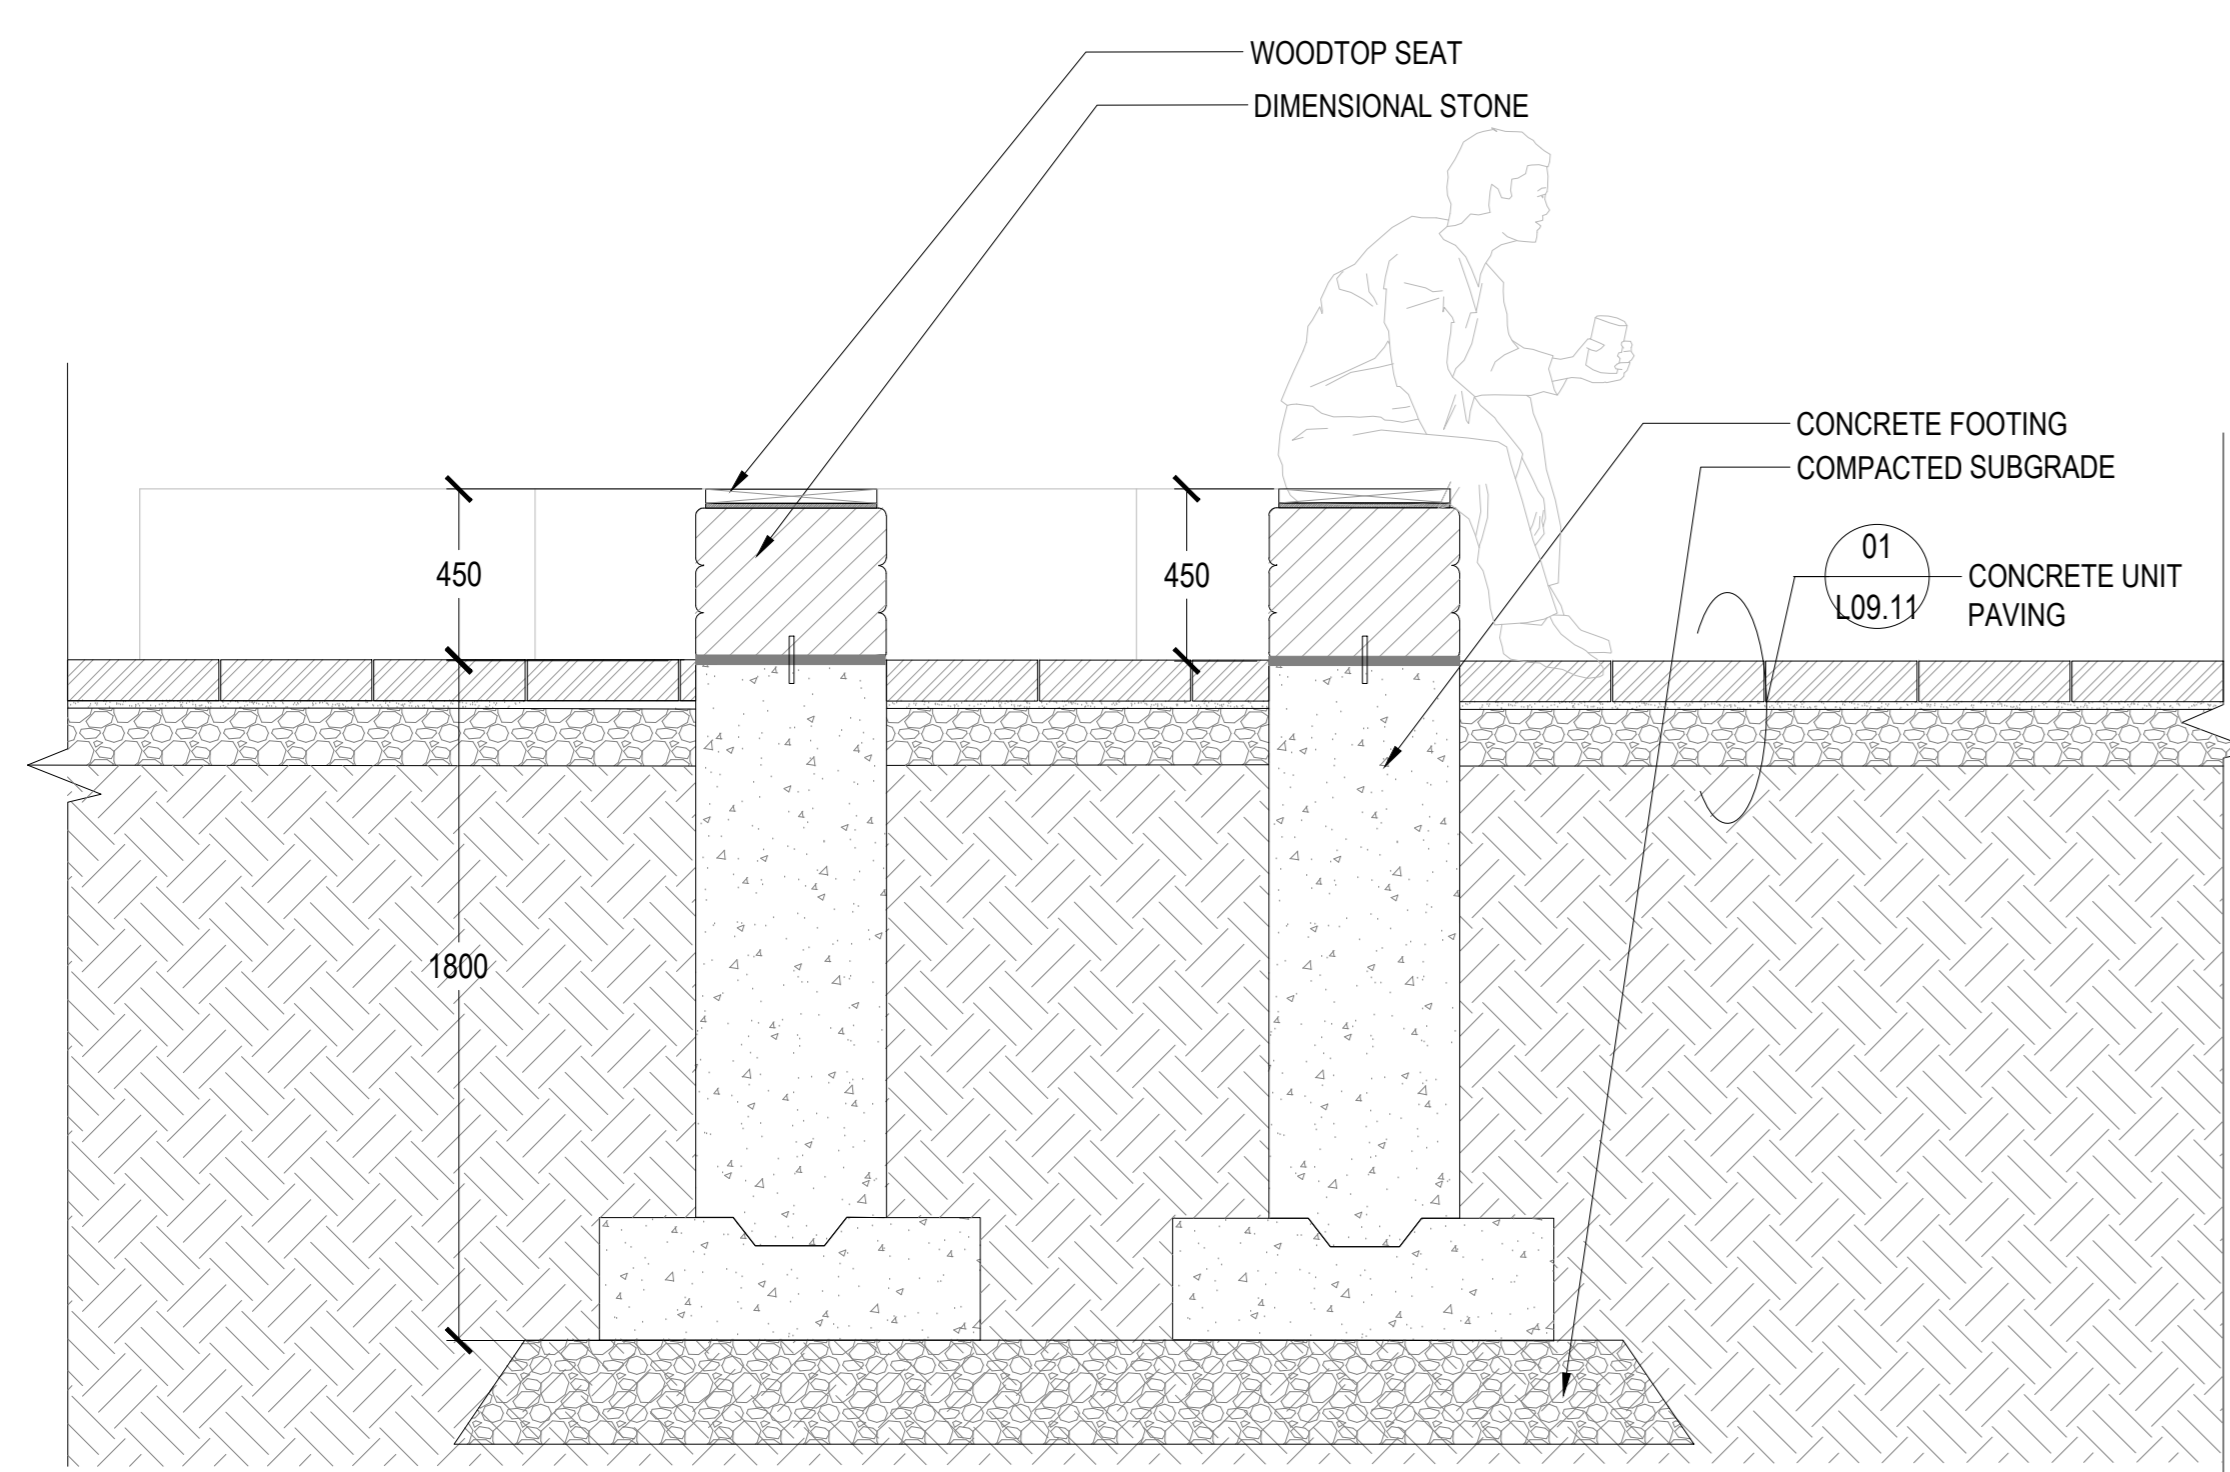 WOODTOP SEAT
DIMENSIONAL STONE
CONCRETE FOOTING
COMPACTED SUBGRADE
01
L09.11
CONCRETE UNIT
PAVING
450
450
1800